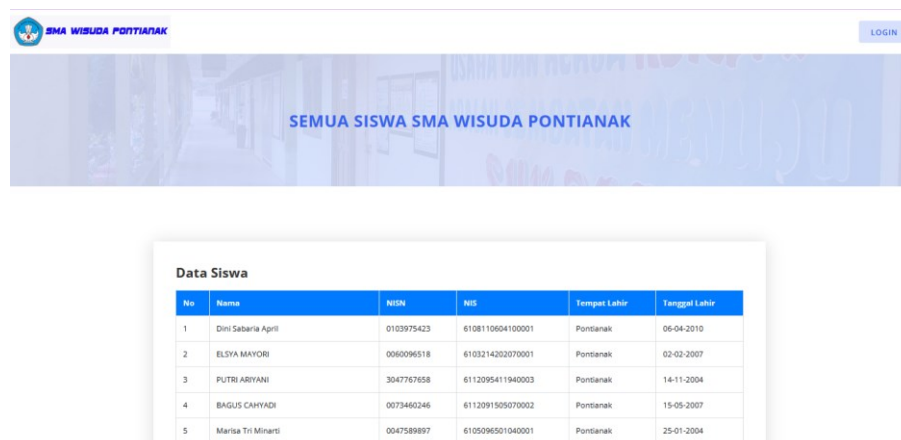 SMA WISUDA PONTIANAK
LOGIN
SEMUA SISWA SMA WISUDA PONTIANAK
Data Siswa
No Nama NISN NIS Tempat Lahir Tanggal Lahir
1 Dini Sabaria April 0103975423 6108110604100001 Pontianak 06-04-2010
2 ELSYA MAYORI 0060096518 6103214202070001 Pontianak 02-02-2007
3 PUTRI ARIYANI 3047767658 6112095411940003 Pontianak 14-11-2004
4 BAGUS CAHYADI 0073460246 6112091505070002 Pontianak 15-05-2007
5 Marisa Tri Minarti 0047589897 6105096501040001 Pontianak 25-01-2004